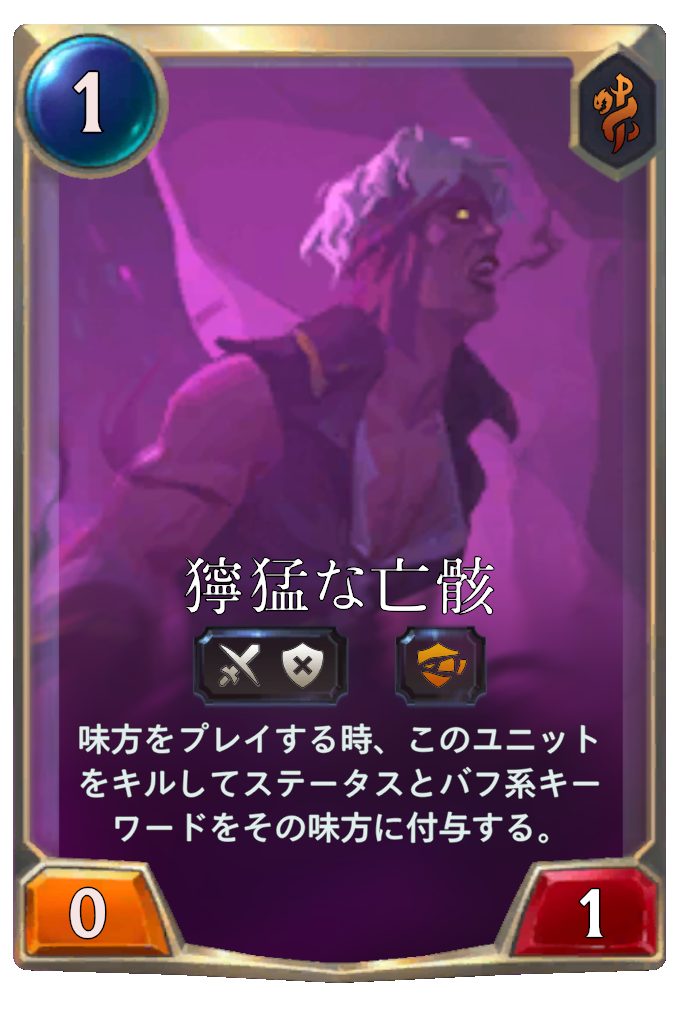 1
獰猛な亡骸
味方をプレイする時、このユニット
をキルしてステータスとバフ系キー
ワードをその味方に付与する。
0
1